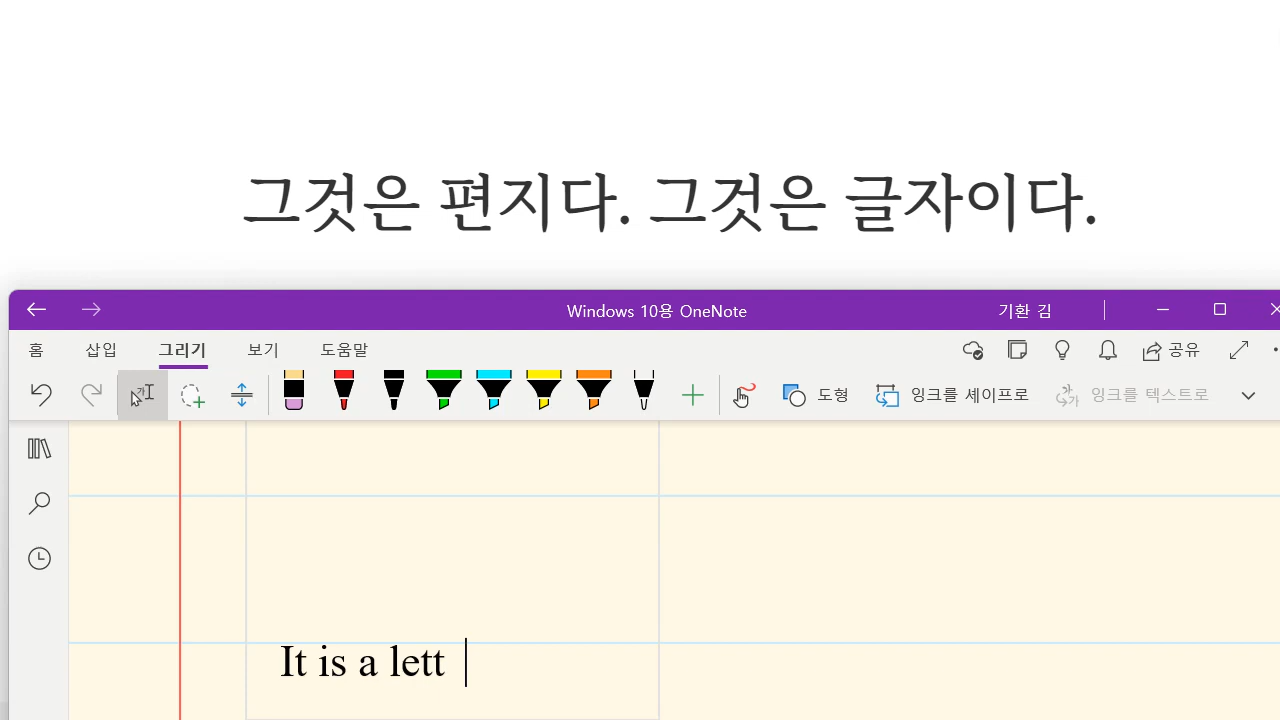 그것은 편지다. 그것은 글자이다.
Windows 10용 OneNote 기환 김
홈 삽입 그리기 보기 도움말 공유
도형 잉크를 셰이프로 잉크를 텍스트로
It is a lett